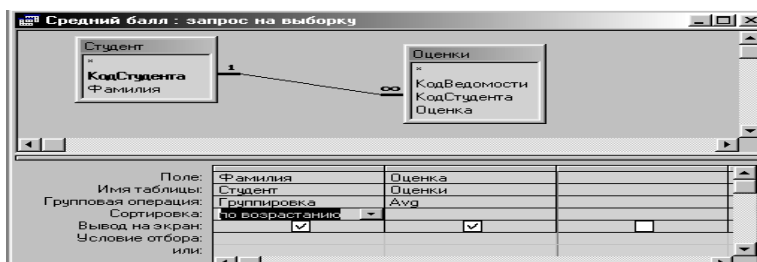 Средний балл : запрос на выборку
Студент
*
КодСтудента
Фамилия
1
∞
Оценки
*
КодВедомости
КодСтудента
Оценка
Поле: Фамилия Оценка
Имя таблицы: Студент Оценки
Групповая операция: Группировка Avg
Сортировка: по возрастанию
Вывод на экран:
Условие отбора:
или: